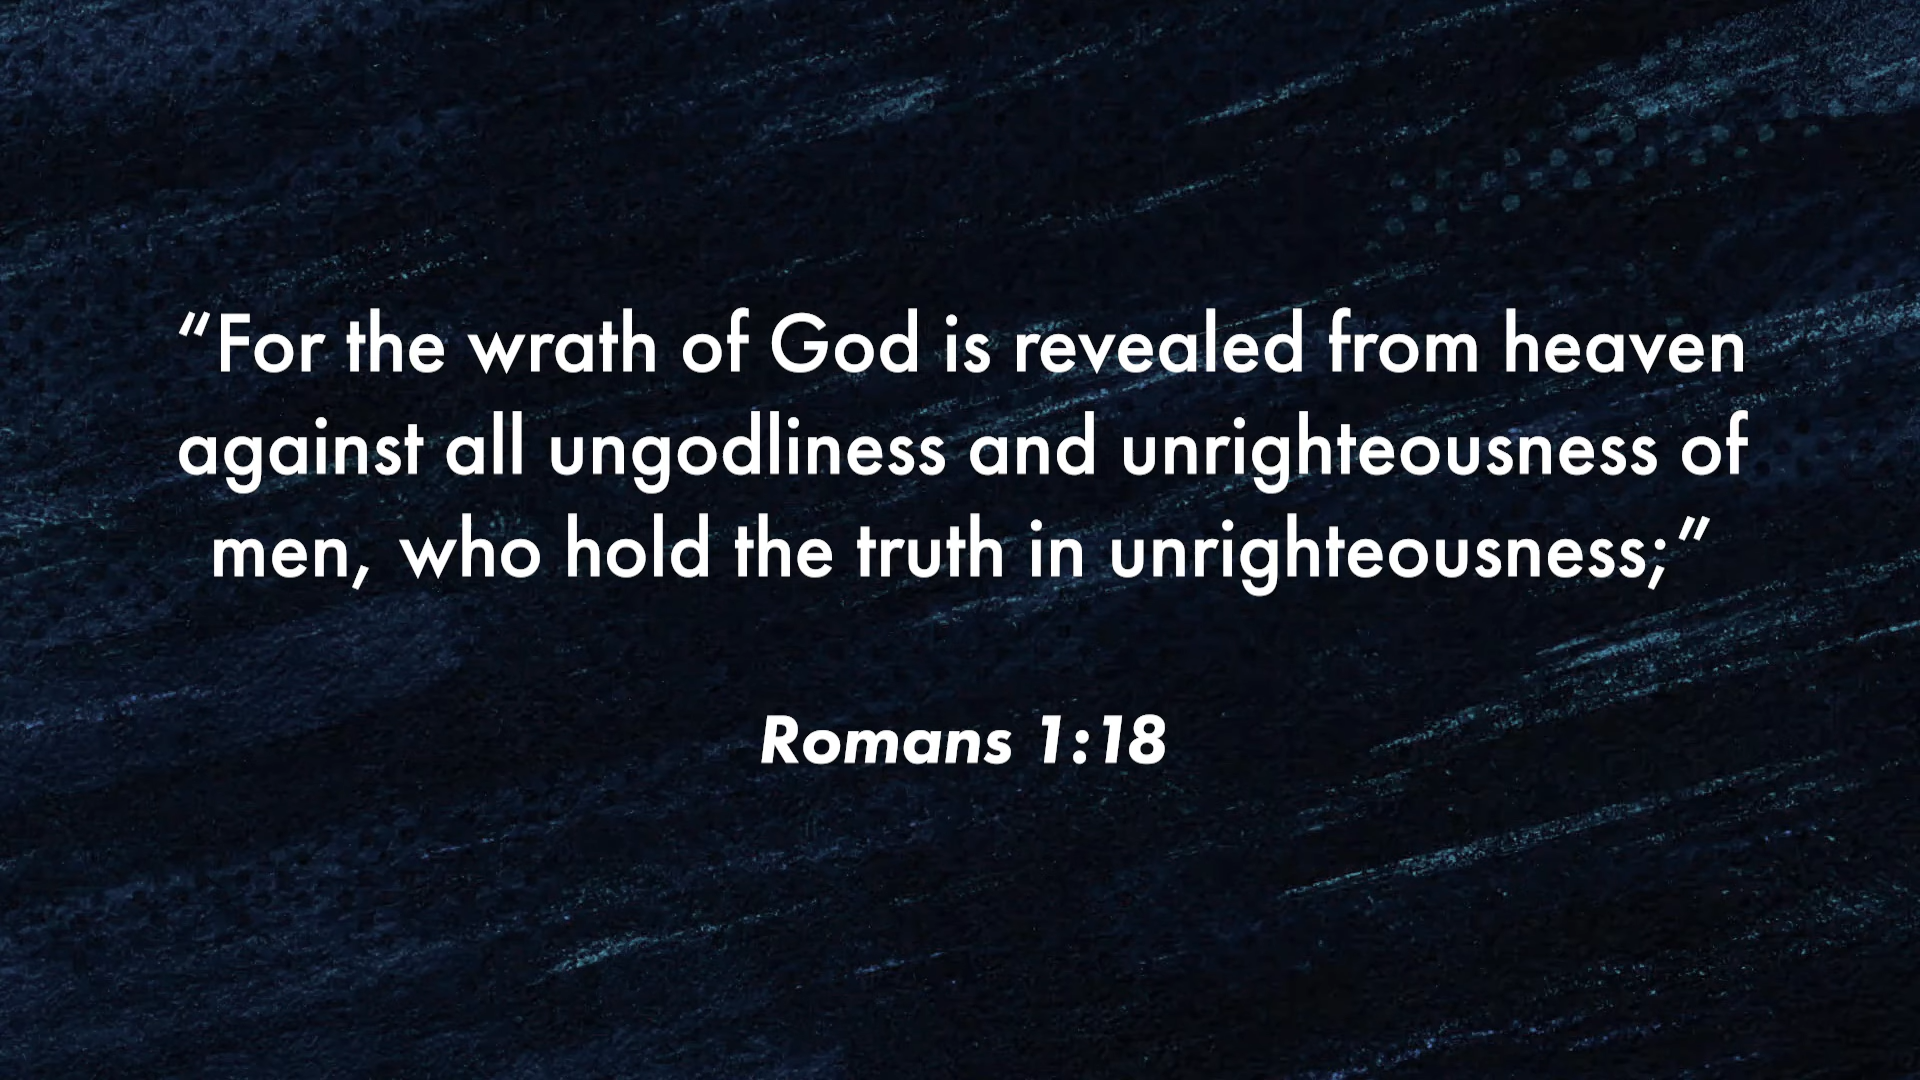 “For the wrath of God is revealed from heaven
against all ungodliness and unrighteousness of
men, who hold the truth in unrighteousness;”
Romans 1:18